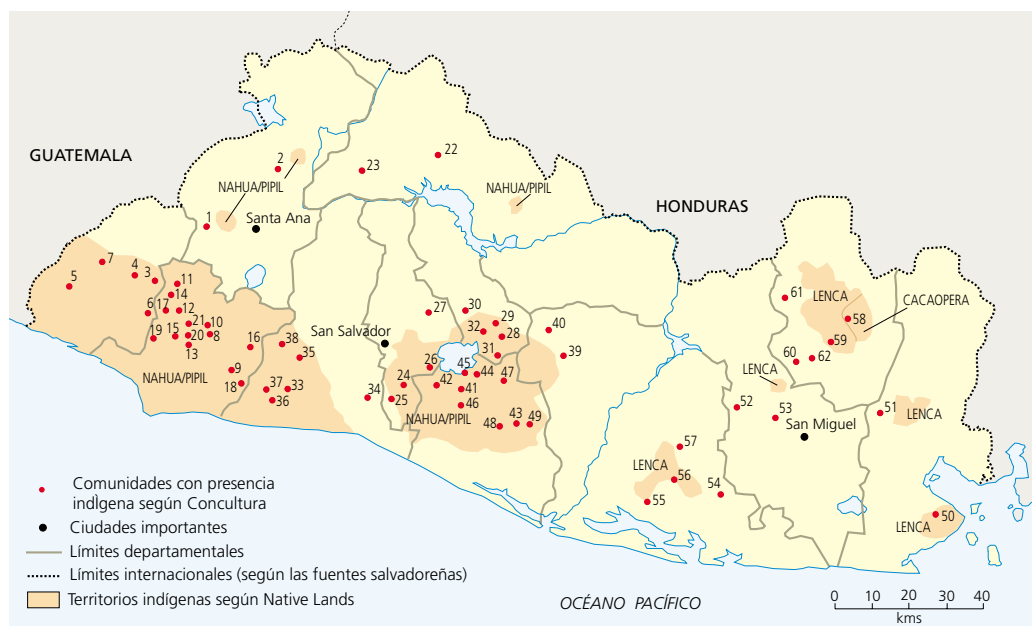 22
2
23
GUATEMALA
NAHUA/PIPIL
NAHUA/PIPIL
HONDURAS
1
Santa Ana
7
4
3
5
11
14
6
17
12
21
10
19
15
20
8
13
16
38
35
9
18
37
33
36
NAHUA/PIPIL
27
30
29
San Salvador
32
28
31
40
39
26
45
44
24
42
41
47
34
25
46
NAHUA/PIPIL
43
49
48
61
LENCA
CACAOPERA
58
59
60
62
LENCA
52
53
San Miguel
51
LENCA
57
LENCA
56
54
55
50
LENCA
Comunidades con presencia
indìgena según Concultura
Ciudades importantes
Límites departamentales
Límites internacionales (según las fuentes salvadoreñas)
Territorios indígenas según Native Lands
OCÉANO PACÍFICO
0 10 20 30 40
kms